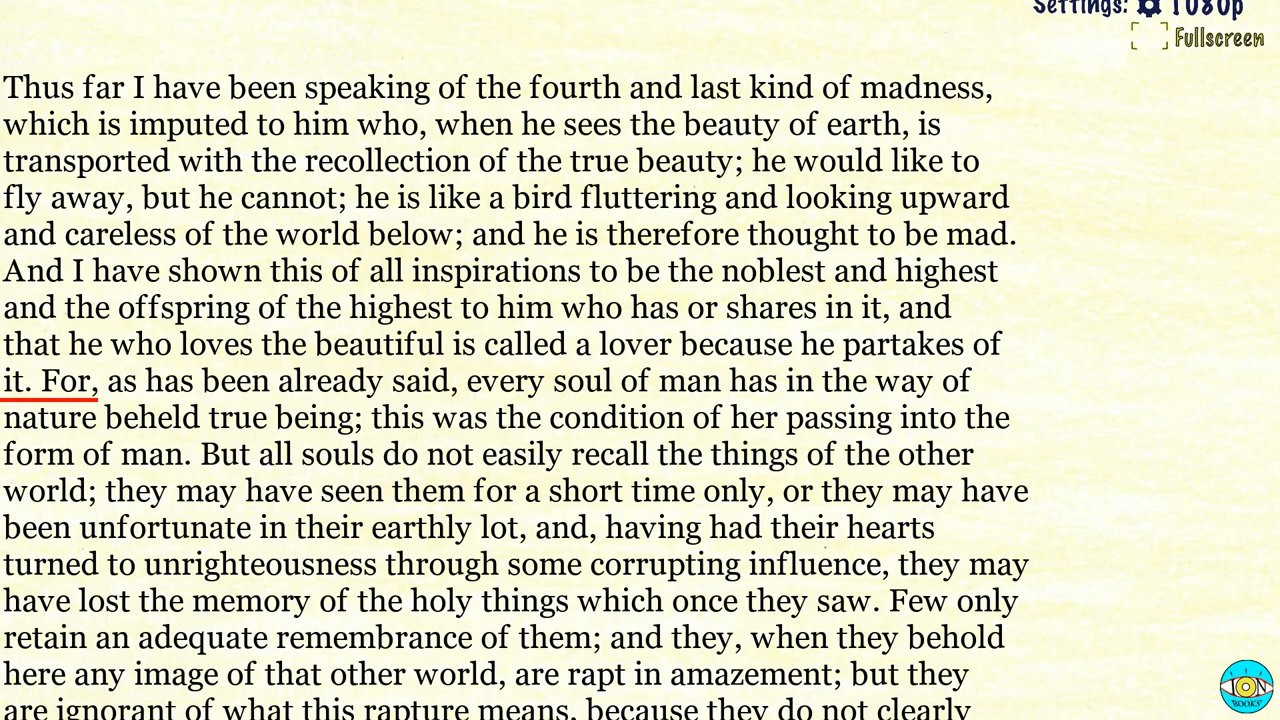 Settings: 1080p
Fullscreen
Thus far I have been speaking of the fourth and last kind of madness,
which is imputed to him who, when he sees the beauty of earth, is
transported with the recollection of the true beauty; he would like to
fly away, but he cannot; he is like a bird fluttering and looking upward
and careless of the world below; and he is therefore thought to be mad.
And I have shown this of all inspirations to be the noblest and highest
and the offspring of the highest to him who has or shares in it, and
that he who loves the beautiful is called a lover because he partakes of
it. For, as has been already said, every soul of man has in the way of
nature beheld true being; this was the condition of her passing into the
form of man. But all souls do not easily recall the things of the other
world; they may have seen them for a short time only, or they may have
been unfortunate in their earthly lot, and, having had their hearts
turned to unrighteousness through some corrupting influence, they may
have lost the memory of the holy things which once they saw. Few only
retain an adequate remembrance of them; and they, when they behold
here any image of that other world, are rapt in amazement; but they
are ignorant of what this rapture means, because they do not clearly
ION
BOOKS